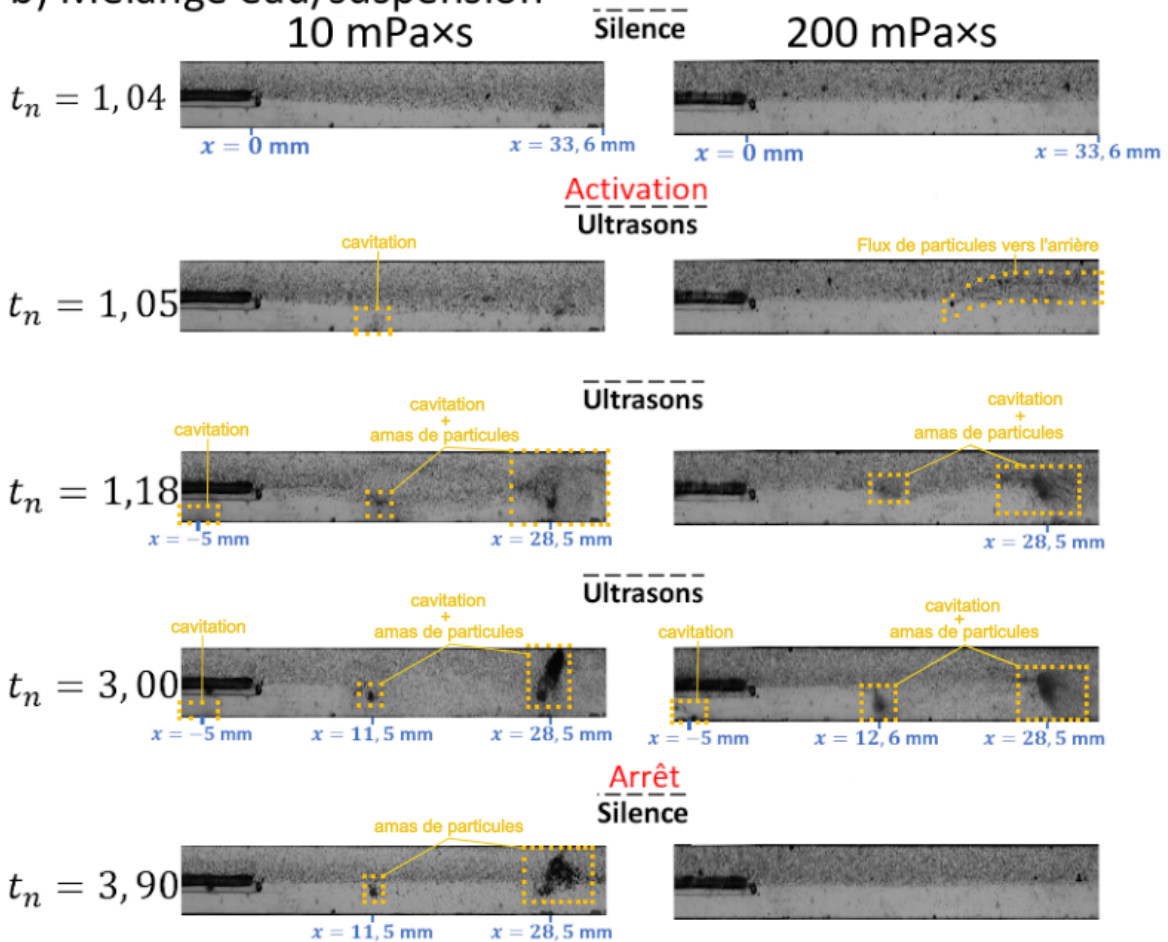 b) Mélange eau/suspension
10 mPa×s
Silence
200 mPa×s
t_n = 1,04
x = 0 mm
x = 33,6 mm
x = 0 mm
x = 33,6 mm
Activation
Ultrasons
cavitation
Flux de particules vers l'arrière
t_n = 1,05
Ultrasons
cavitation
cavitation
+
amas de particules
cavitation
+
amas de particules
t_n = 1,18
x = −5 mm
x = 28,5 mm
x = 28,5 mm
Ultrasons
cavitation
cavitation
+
amas de particules
cavitation
cavitation
+
amas de particules
t_n = 3,00
x = −5 mm
x = 11,5 mm
x = 28,5 mm
x = −5 mm
x = 12,6 mm
x = 28,5 mm
Arrêt
Silence
amas de particules
t_n = 3,90
x = 11,5 mm
x = 28,5 mm